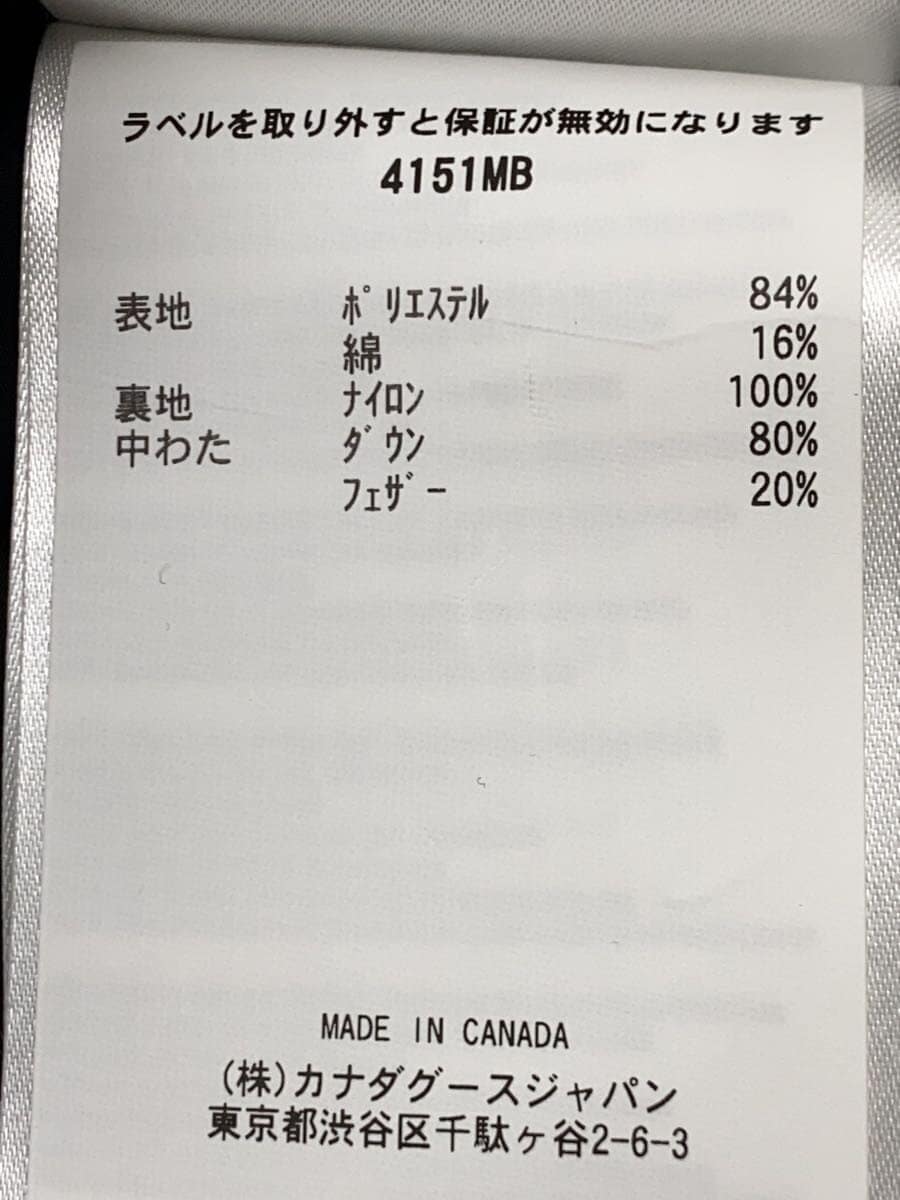 ラベルを取り外すと保証が無効になります
4151MB
表地 ポリエステル 84%
綿 16%
裏地 ナイロン 100%
中わた ダウン 80%
フェザー 20%
MADE IN CANADA
(株)カナダグースジャパン
東京都渋谷区千駄ヶ谷2-6-3